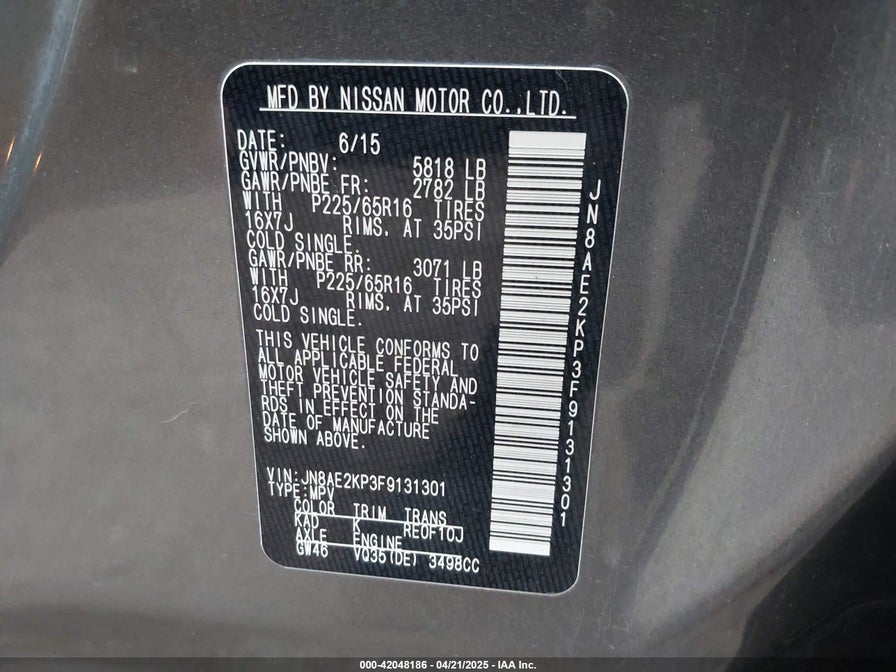 MFD BY NISSAN MOTOR CO.,LTD.
DATE: 6/15
GVWR/PNBV: 5818 LB
GAWR/PNBE FR: 2782 LB
WITH P225/65R16 TIRES
16X7J RIMS. AT 35PSI
COLD SINGLE.
GAWR/PNBE RR: 3071 LB
WITH P225/65R16 TIRES
16X7J RIMS. AT 35PSI
COLD SINGLE.
THIS VEHICLE CONFORMS TO
ALL APPLICABLE FEDERAL
MOTOR VEHICLE SAFETY AND
THEFT PREVENTION STANDA-
RDS IN EFFECT ON THE
DATE OF MANUFACTURE
SHOWN ABOVE.
VIN:JN8AE2KP3F9131301
TYPE:MPV
COLOR TRIM TRANS
KAD K RE0F10J
AXLE ENGINE
GW46 VQ35(DE) 3498CC
JN8AE2KP3F9131301
000-42048186 - 04/21/2025 - IAA Inc.